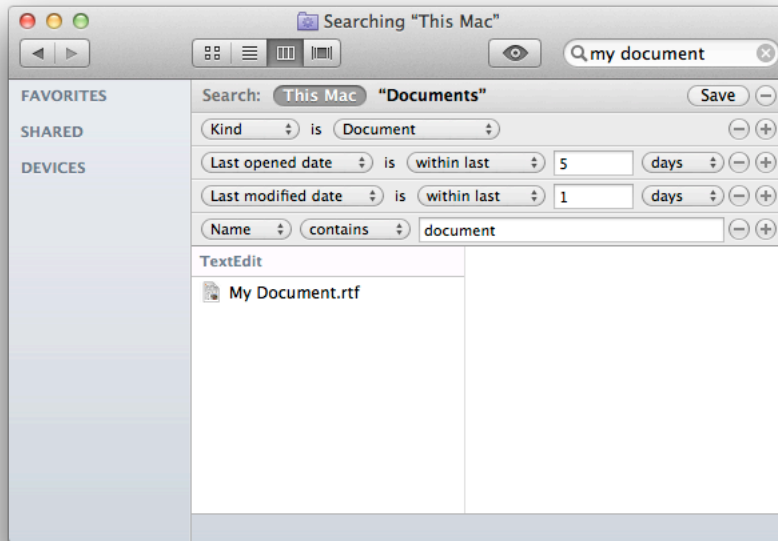 Searching “This Mac”
my document
FAVORITES
SHARED
DEVICES
Search: This Mac “Documents” Save
Kind is Document
Last opened date is within last 5 days
Last modified date is within last 1 days
Name contains document
TextEdit
My Document.rtf